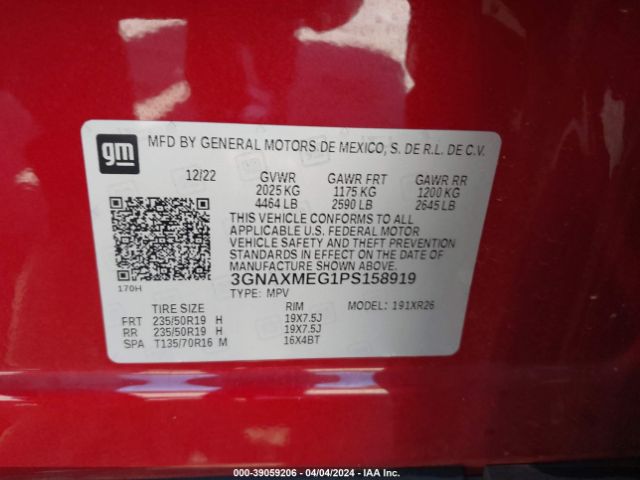 gm
MFD BY GENERAL MOTORS DE MEXICO, S. DE R.L. DE C.V.
12/22 GVWR GAWR FRT GAWR RR
2025 KG 1175 KG 1200 KG
4464 LB 2590 LB 2645 LB
THIS VEHICLE CONFORMS TO ALL
APPLICABLE U.S. FEDERAL MOTOR
VEHICLE SAFETY AND THEFT PREVENTION
STANDARDS IN EFFECT ON THE DATE OF
MANUFACTURE SHOWN ABOVE.
170H
3GNAXMEG1PS158919
TYPE: MPV MODEL: 191XR26
TIRE SIZE RIM
FRT 235/50R19 H 19X7.5J
RR 235/50R19 H 19X7.5J
SPA T135/70R16 M 16X4BT
000-39059206 - 04/04/2024 - IAA Inc.